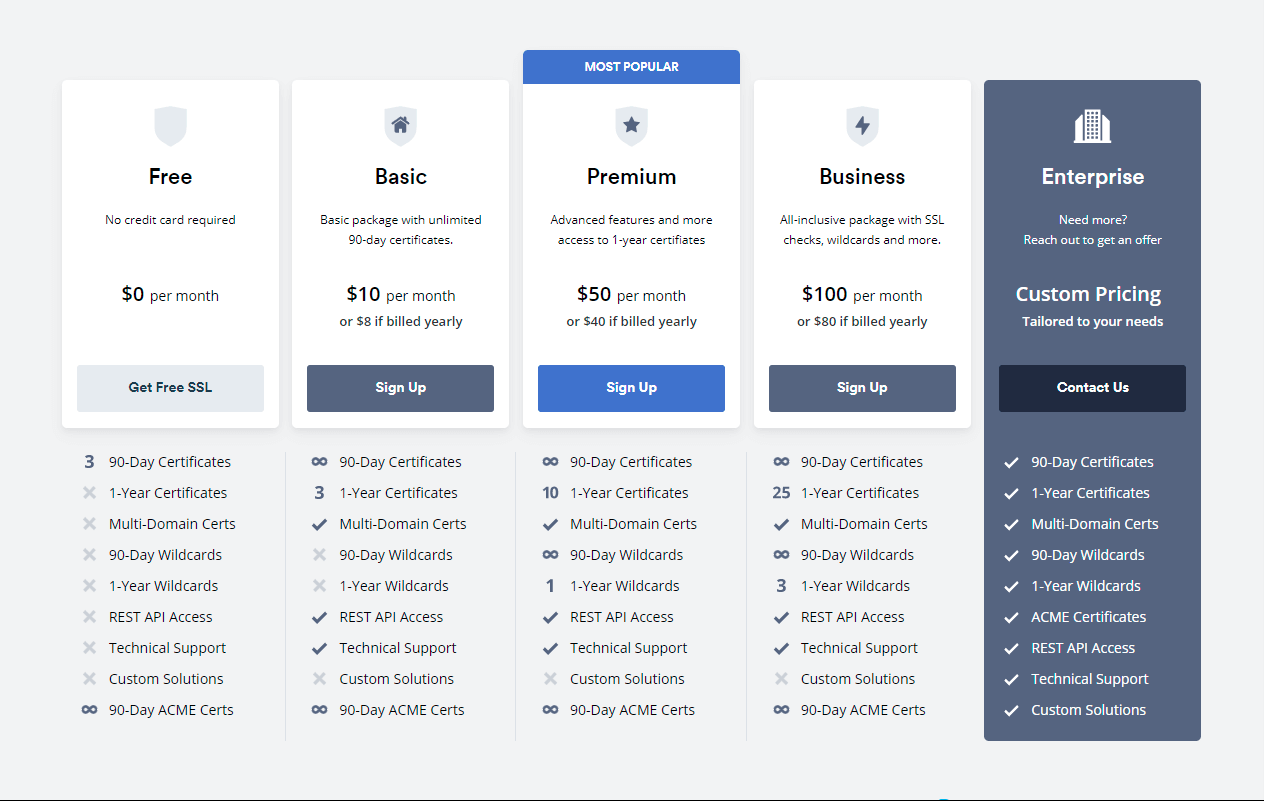 MOST POPULAR
Free
No credit card required
$0 per month
Get Free SSL
3 90-Day Certificates
1-Year Certificates
Multi-Domain Certs
90-Day Wildcards
1-Year Wildcards
REST API Access
Technical Support
Custom Solutions
∞ 90-Day ACME Certs
Basic
Basic package with unlimited
90-day certificates.
$10 per month
or $8 if billed yearly
Sign Up
∞ 90-Day Certificates
3 1-Year Certificates
Multi-Domain Certs
90-Day Wildcards
1-Year Wildcards
REST API Access
Technical Support
Custom Solutions
∞ 90-Day ACME Certs
Premium
Advanced features and more
access to 1-year certifiates
$50 per month
or $40 if billed yearly
Sign Up
∞ 90-Day Certificates
10 1-Year Certificates
Multi-Domain Certs
∞ 90-Day Wildcards
1 1-Year Wildcards
REST API Access
Technical Support
Custom Solutions
∞ 90-Day ACME Certs
Business
All-inclusive package with SSL
checks, wildcards and more.
$100 per month
or $80 if billed yearly
Sign Up
∞ 90-Day Certificates
25 1-Year Certificates
Multi-Domain Certs
∞ 90-Day Wildcards
3 1-Year Wildcards
REST API Access
Technical Support
Custom Solutions
∞ 90-Day ACME Certs
Enterprise
Need more?
Reach out to get an offer
Custom Pricing
Tailored to your needs
Contact Us
90-Day Certificates
1-Year Certificates
Multi-Domain Certs
90-Day Wildcards
1-Year Wildcards
ACME Certificates
REST API Access
Technical Support
Custom Solutions